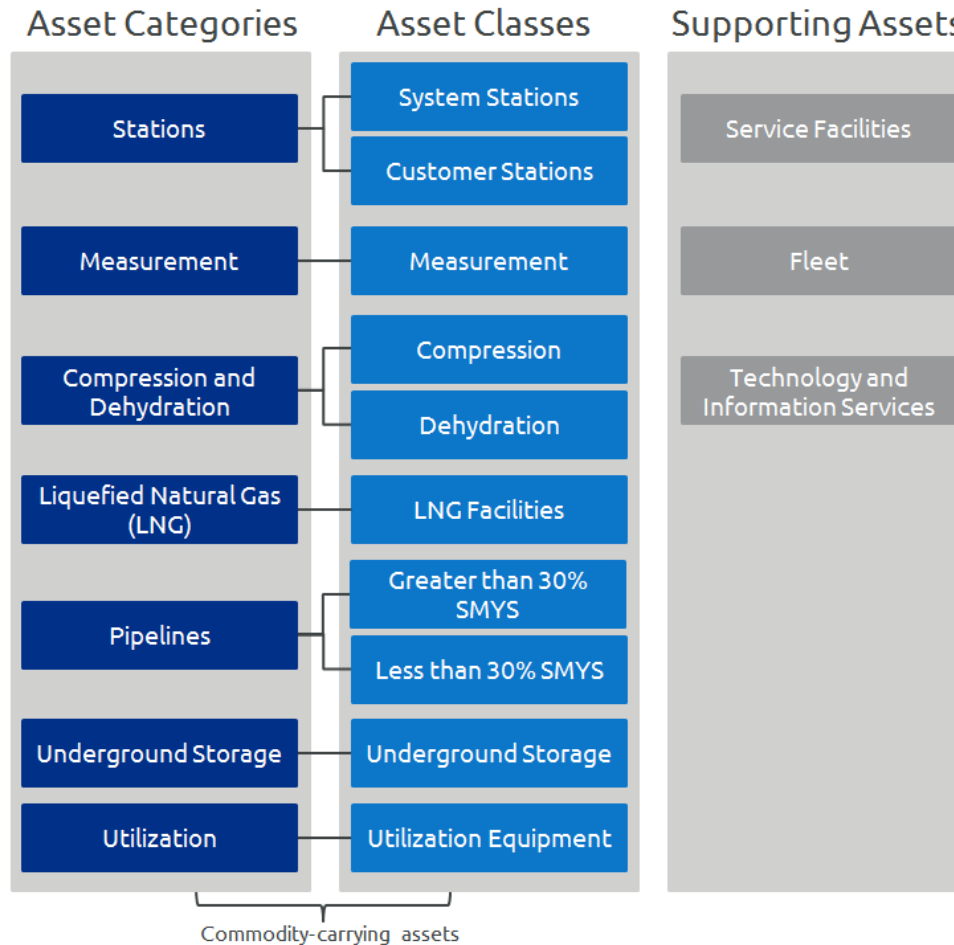 Asset Categories
Asset Classes
Supporting Assets
Stations
System Stations
Customer Stations
Service Facilities
Measurement
Measurement
Fleet
Compression and
Dehydration
Compression
Dehydration
Technology and
Information Services
Liquefied Natural Gas
(LNG)
LNG Facilities
Pipelines
Greater than 30%
SMYS
Less than 30% SMYS
Underground Storage
Underground Storage
Utilization
Utilization Equipment
Commodity-carrying assets